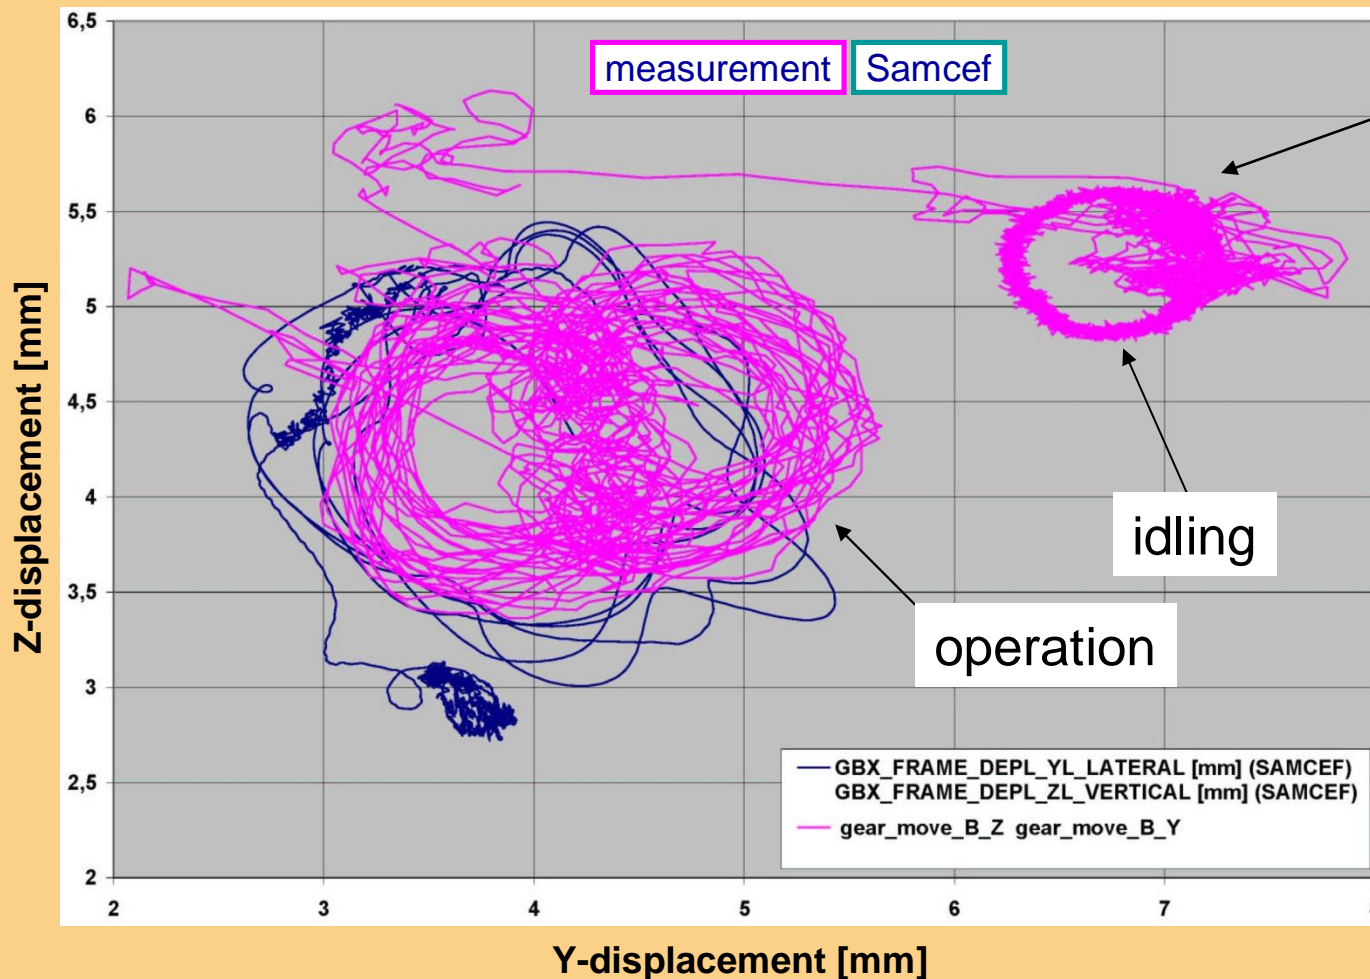 6,5
measurement
Samcef
6
5,5
5
4,5
4
3,5
3
2,5
2
Z-displacement [mm]
idling
operation
GBX_FRAME_DEPL_YL_LATERAL [mm] (SAMCEF)
GBX_FRAME_DEPL_ZL_VERTICAL [mm] (SAMCEF)
gear_move_B_Z gear_move_B_Y
2 3 4 5 6 7
Y-displacement [mm]